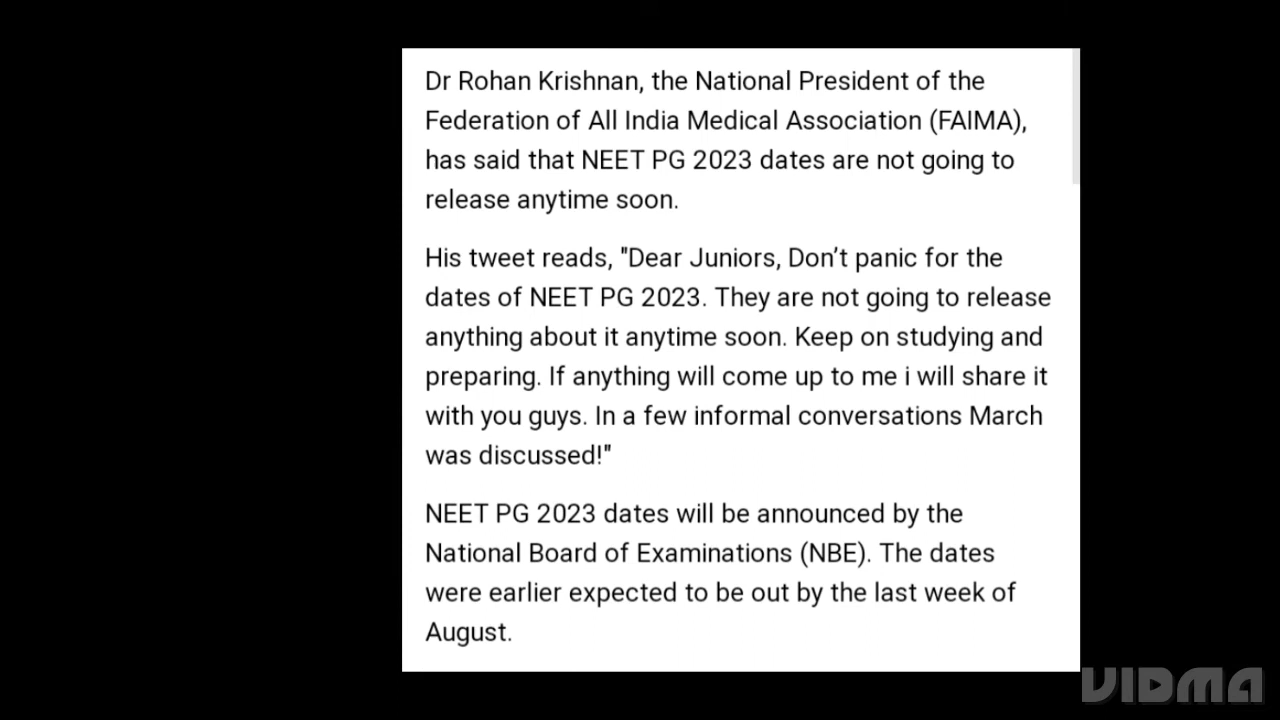 Dr Rohan Krishnan, the National President of the
Federation of All India Medical Association (FAIMA),
has said that NEET PG 2023 dates are not going to
release anytime soon.
His tweet reads, "Dear Juniors, Don’t panic for the
dates of NEET PG 2023. They are not going to release
anything about it anytime soon. Keep on studying and
preparing. If anything will come up to me i will share it
with you guys. In a few informal conversations March
was discussed!"
NEET PG 2023 dates will be announced by the
National Board of Examinations (NBE). The dates
were earlier expected to be out by the last week of
August.
VIDMA